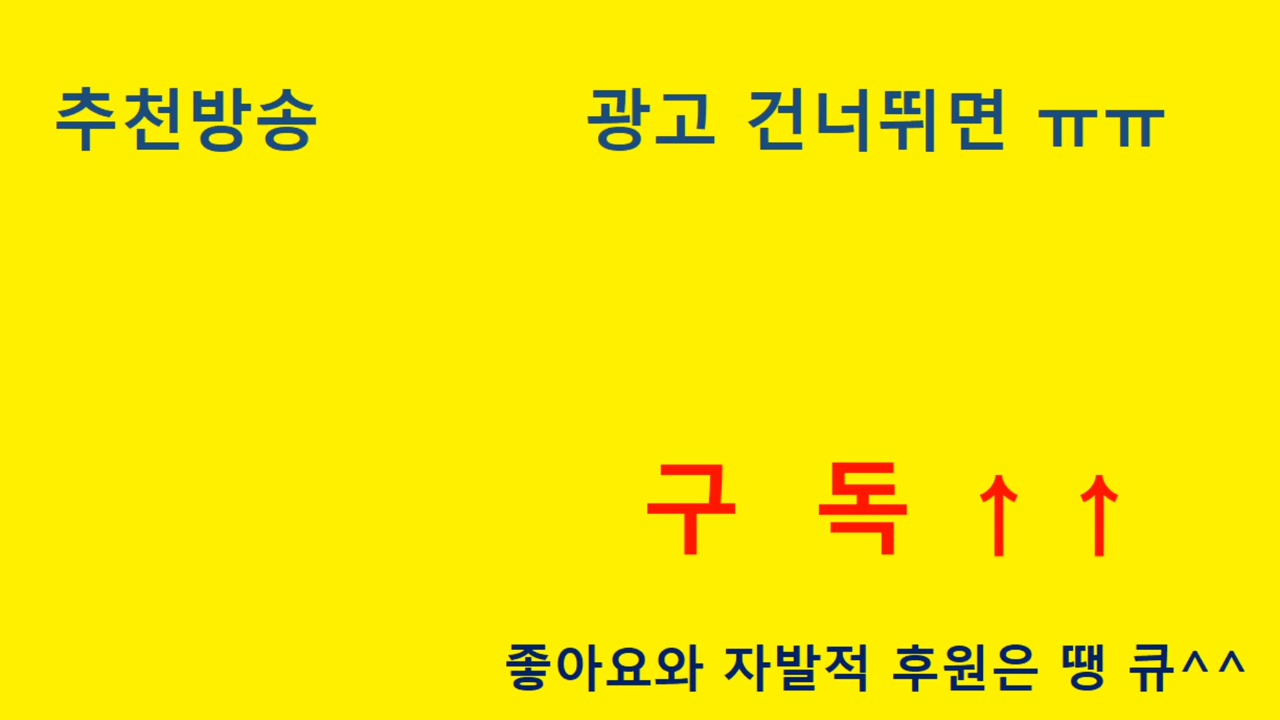 추천방송
광고 건너뛰면 ㅠㅠ
구 독 ↑ ↑
좋아요와 자발적 후원은 땡 큐^^